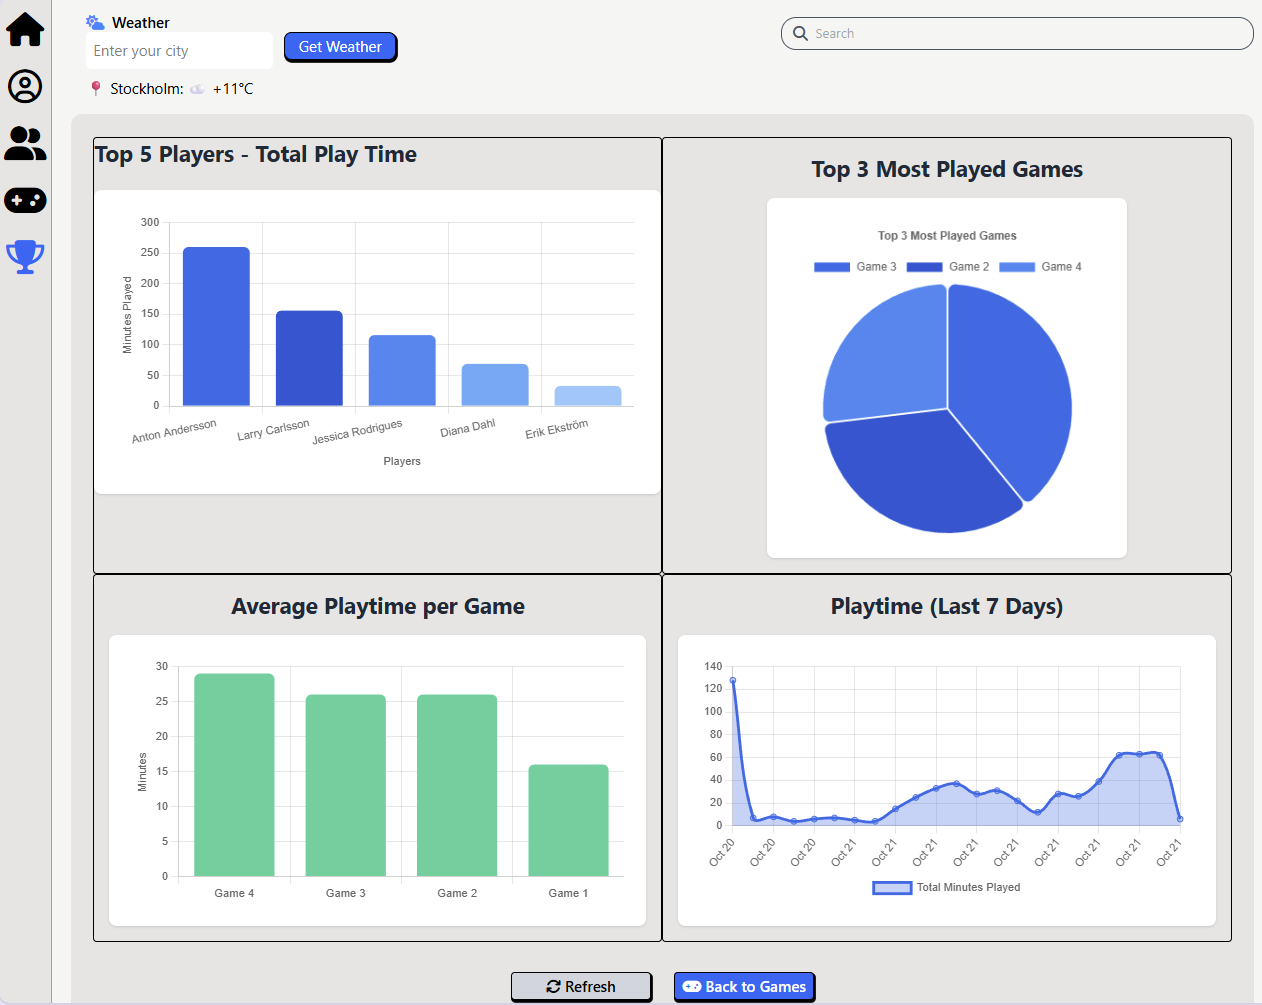 Weather
Enter your city
Get Weather
Search
Stockholm: +11°C
Top 5 Players - Total Play Time
300
250
200
150
100
50
0
Minutes Played
Anton Andersson
Larry Carlsson
Jessica Rodrigues
Diana Dahl
Erik Ekström
Players
Top 3 Most Played Games
Top 3 Most Played Games
Game 3 Game 2 Game 4
Average Playtime per Game
30
25
20
15
10
5
0
Minutes
Game 4 Game 3 Game 2 Game 1
Playtime (Last 7 Days)
140
120
100
80
60
40
20
0
Oct 20 Oct 20 Oct 20 Oct 21 Oct 21 Oct 21 Oct 21 Oct 21 Oct 21 Oct 21 Oct 21 Oct 21
Total Minutes Played
Refresh
Back to Games